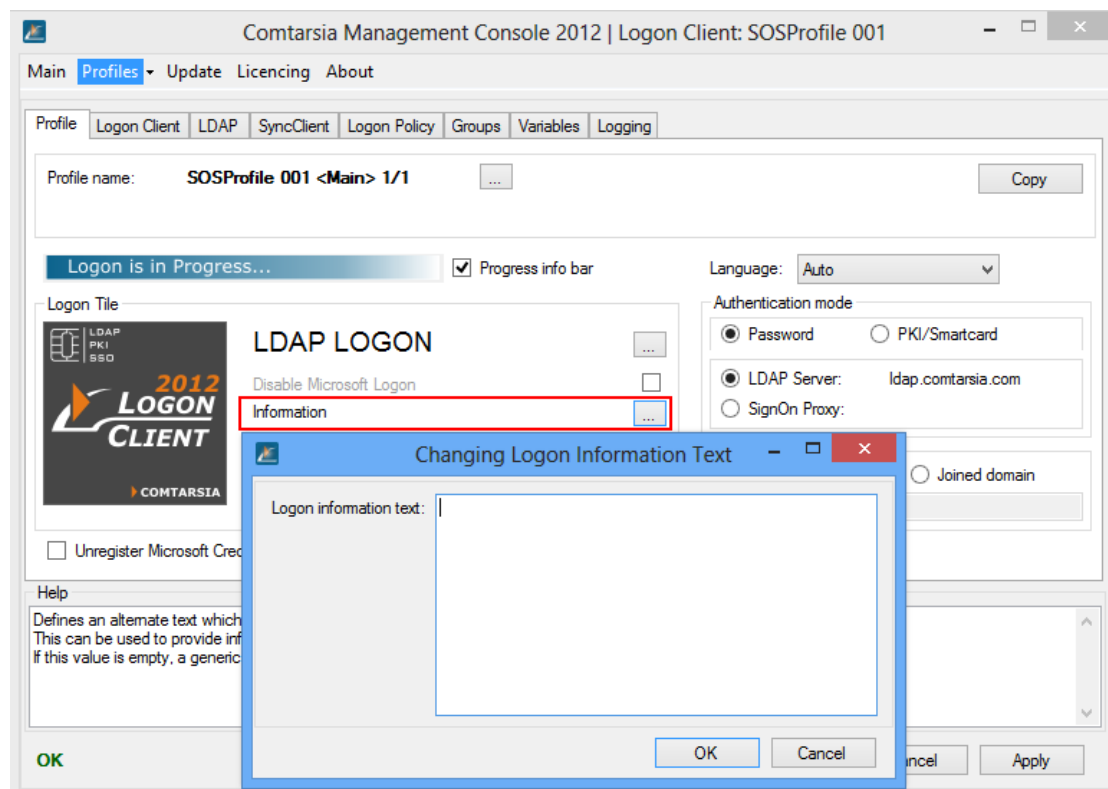 Comtarsia Management Console 2012 | Logon Client: SOSProfile 001
Main Profiles Update Licencing About
Profile Logon Client LDAP SyncClient Logon Policy Groups Variables Logging
Profile name: SOSProfile 001 <Main> 1/1 ... Copy
Logon is in Progress... Progress info bar Language: Auto
Logon Tile Authentication mode
LDAP
PKI
SSO
2012
LOGON
CLIENT
COMTARSIA
LDAP LOGON ... Password PKI/Smartcard
Disable Microsoft Logon LDAP Server: ldap.comtarsia.com
Information ... SignOn Proxy:
Changing Logon Information Text
Joined domain
Logon information text:
Unregister Microsoft Cred
Help
Defines an alternate text which
This can be used to provide inf
If this value is empty, a generic
OK Cancel
OK ncel Apply